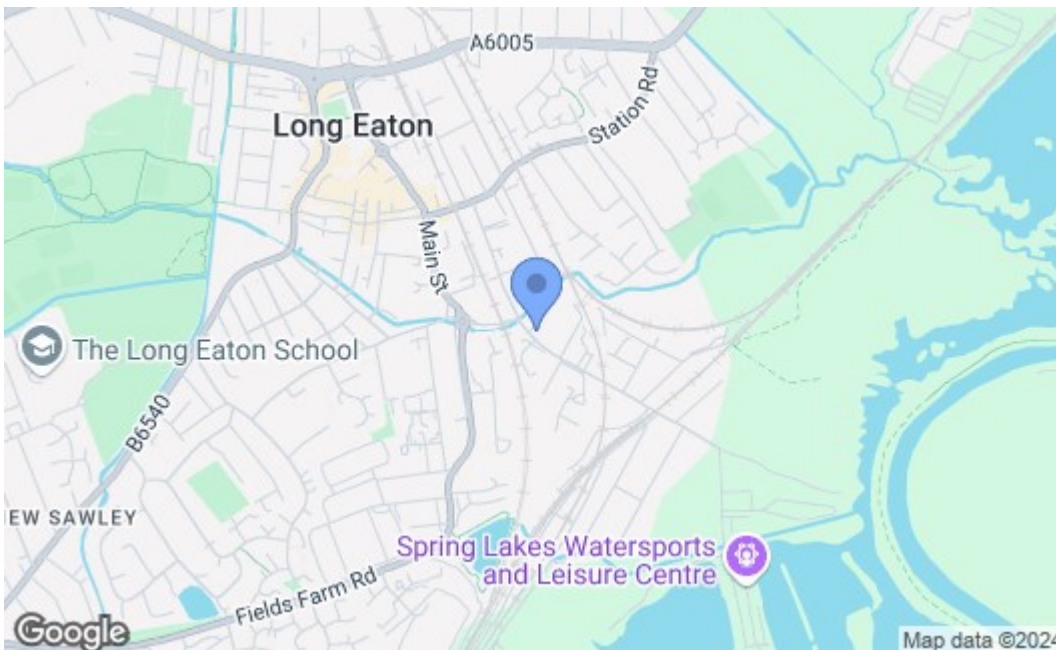 A6005
Long Eaton
Station Rd
Main St
The Long Eaton School
B6540
EW SAWLEY
Spring Lakes Watersports
and Leisure Centre
Fields Farm Rd
Google
Map data ©2024